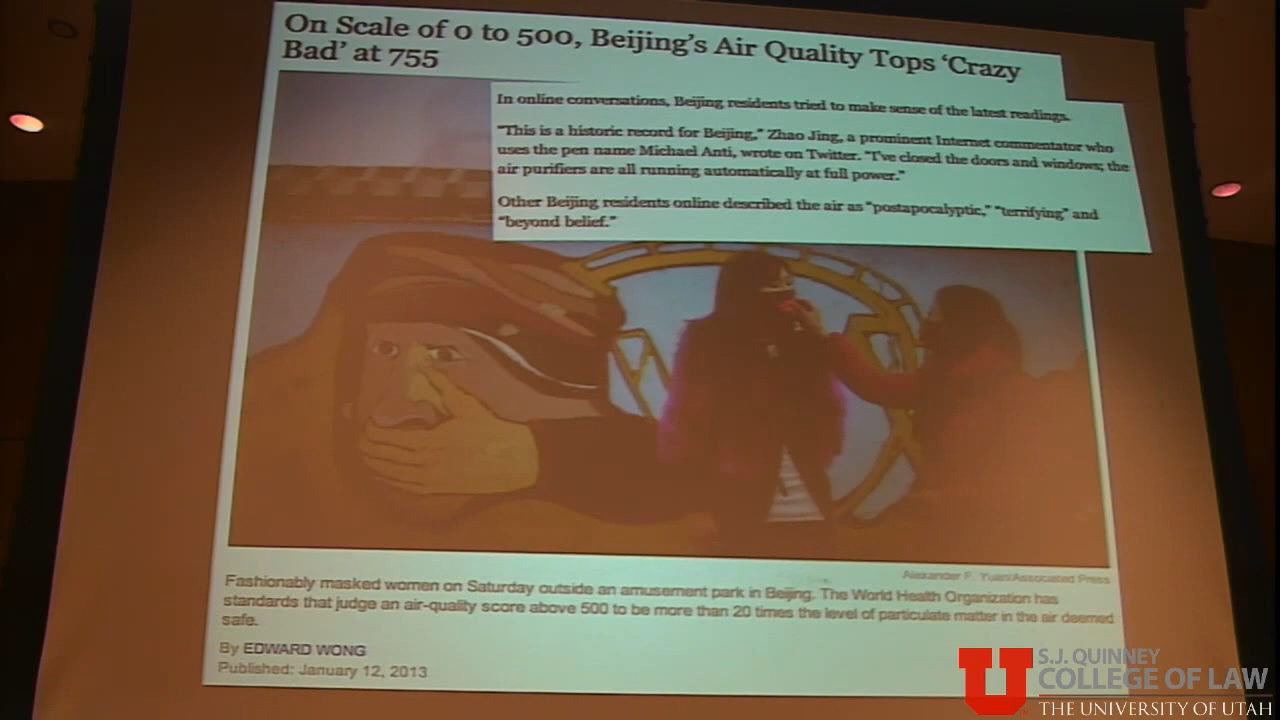 On Scale of 0 to 500, Beijing's Air Quality Tops 'Crazy
Bad' at 755
In online conversations, Beijing residents tried to make sense of the latest readings.
"This is a historic record for Beijing," Zhao Jing, a prominent Internet commentator who
uses the pen name Michael Anti, wrote on Twitter. "I've closed the doors and windows; the
air purifiers are all running automatically at full power."
Other Beijing residents online described the air as "postapocalyptic," "terrifying" and
"beyond belief."
Alexander F. Yuan/Associated Press
Fashionably masked women on Saturday outside an amusement park in Beijing. The World Health Organization has
standards that judge an air-quality score above 500 to be more than 20 times the level of particulate matter in the air deemed
safe.
By EDWARD WONG
Published: January 12, 2013
U
S.J. QUINNEY
COLLEGE OF LAW
THE UNIVERSITY OF UTAH